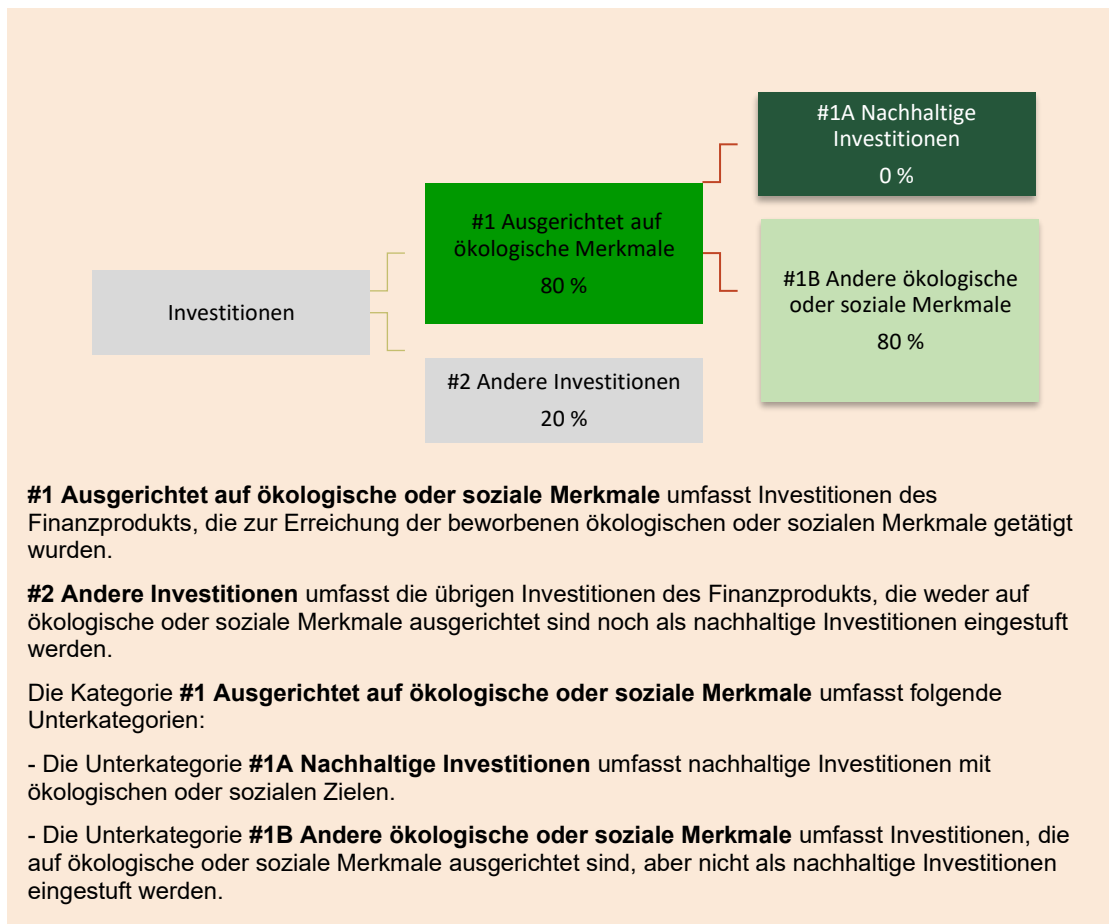 #1A Nachhaltige
Investitionen
0 %
#1 Ausgerichtet auf
ökologische Merkmale
80 %
#1B Andere ökologische
oder soziale Merkmale
80 %
Investitionen
#2 Andere Investitionen
20 %
#1 Ausgerichtet auf ökologische oder soziale Merkmale umfasst Investitionen des
Finanzprodukts, die zur Erreichung der beworbenen ökologischen oder sozialen Merkmale getätigt
wurden.
#2 Andere Investitionen umfasst die übrigen Investitionen des Finanzprodukts, die weder auf
ökologische oder soziale Merkmale ausgerichtet sind noch als nachhaltige Investitionen eingestuft
werden.
Die Kategorie #1 Ausgerichtet auf ökologische oder soziale Merkmale umfasst folgende
Unterkategorien:
- Die Unterkategorie #1A Nachhaltige Investitionen umfasst nachhaltige Investitionen mit
ökologischen oder sozialen Zielen.
- Die Unterkategorie #1B Andere ökologische oder soziale Merkmale umfasst Investitionen, die
auf ökologische oder soziale Merkmale ausgerichtet sind, aber nicht als nachhaltige Investitionen
eingestuft werden.